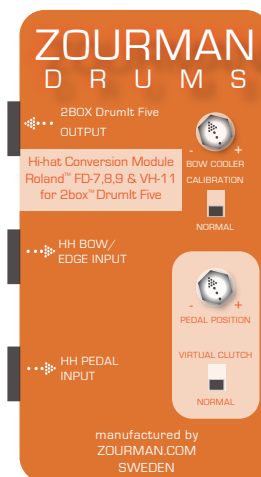 ZOURMAN
DRUMS
2BOX DrumIt Five
OUTPUT
Hi-hat Conversion Module
Roland™ FD-7,8,9 & VH-11
for 2box™ DrumIt Five
- +
BOW COOLER
CALIBRATION
NORMAL
HH BOW/
EDGE INPUT
- +
PEDAL POSITION
HH PEDAL
INPUT
VIRTUAL CLUTCH
NORMAL
manufactured by
ZOURMAN.COM
SWEDEN